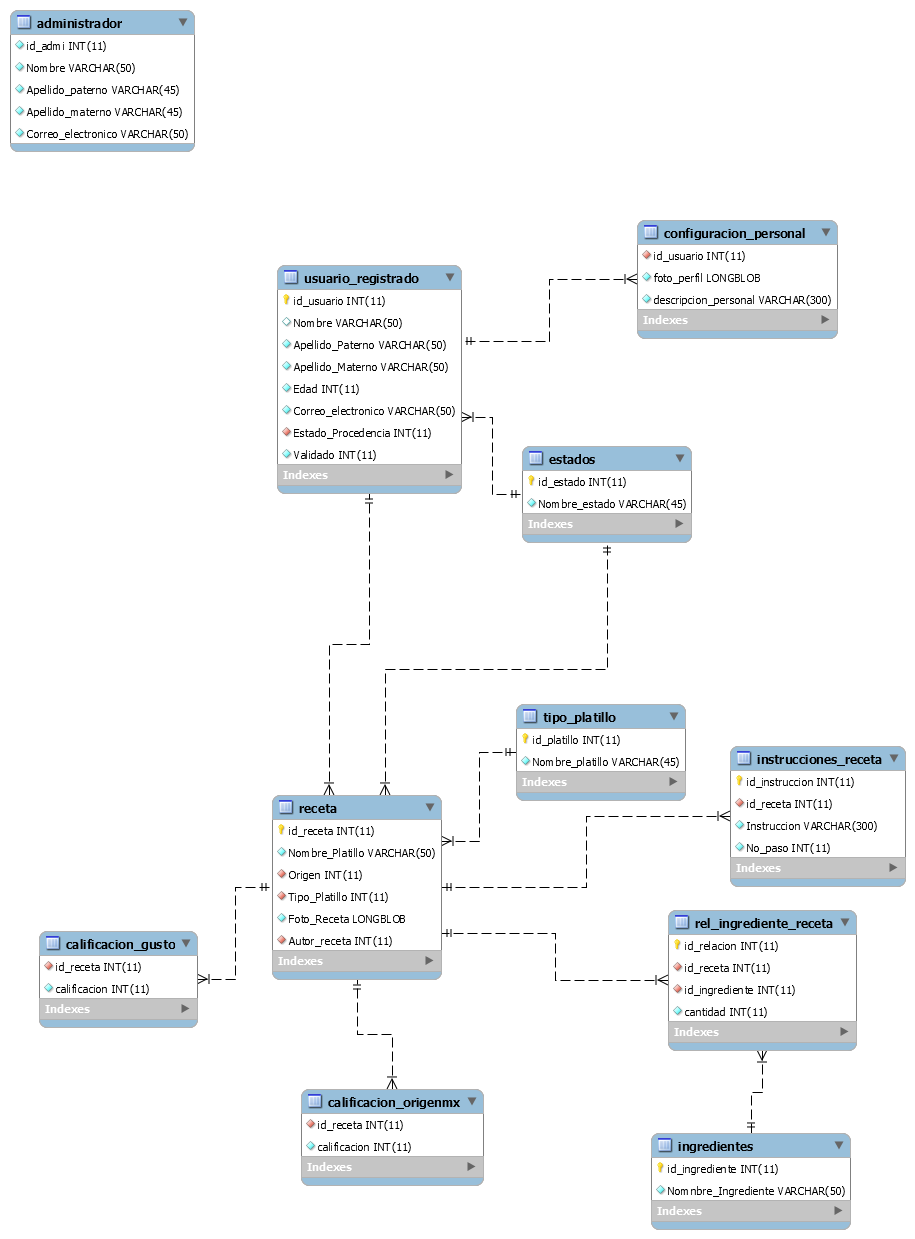 administrador
id_admi INT(11)
Nombre VARCHAR(50)
Apellido_paterno VARCHAR(45)
Apellido_materno VARCHAR(45)
Correo_electronico VARCHAR(50)
configuracion_personal
id_usuario INT(11)
foto_perfil LONGBLOB
descripcion_personal VARCHAR(300)
Indexes
usuario_registrado
id_usuario INT(11)
Nombre VARCHAR(50)
Apellido_Paterno VARCHAR(50)
Apellido_Materno VARCHAR(50)
Edad INT(11)
Correo_electronico VARCHAR(50)
Estado_Procedencia INT(11)
Validado INT(11)
Indexes
estados
id_estado INT(11)
Nombre_estado VARCHAR(45)
Indexes
tipo_platillo
id_platillo INT(11)
Nombre_platillo VARCHAR(45)
Indexes
instrucciones_receta
id_instruccion INT(11)
id_receta INT(11)
Instruccion VARCHAR(300)
No_paso INT(11)
Indexes
receta
id_receta INT(11)
Nombre_Platillo VARCHAR(50)
Origen INT(11)
Tipo_Platillo INT(11)
Foto_Receta LONGBLOB
Autor_receta INT(11)
Indexes
rel_ingrediente_receta
id_relacion INT(11)
id_receta INT(11)
id_ingrediente INT(11)
cantidad INT(11)
Indexes
calificacion_gusto
id_receta INT(11)
calificacion INT(11)
Indexes
calificacion_origenmx
id_receta INT(11)
calificacion INT(11)
Indexes
ingredientes
id_ingrediente INT(11)
Nomnbre_Ingrediente VARCHAR(50)
Indexes